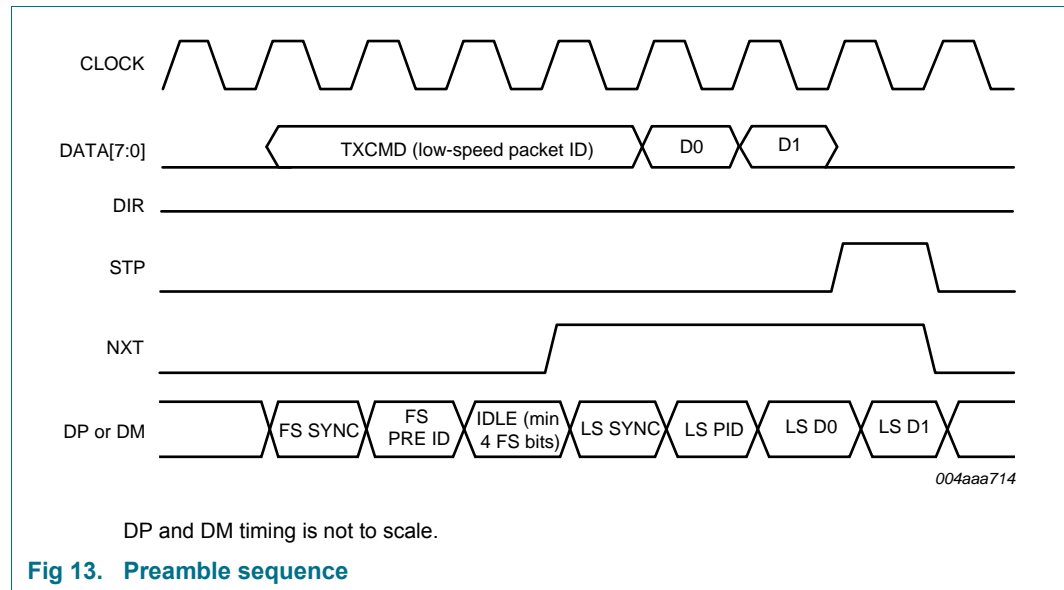 CLOCK
DATA[7:0]
TXCMD (low-speed packet ID)
D0
D1
DIR
STP
NXT
DP or DM
FS SYNC
FS
PRE ID
IDLE (min
4 FS bits)
LS SYNC
LS PID
LS D0
LS D1
004aaa714
DP and DM timing is not to scale.
Fig 13. Preamble sequence